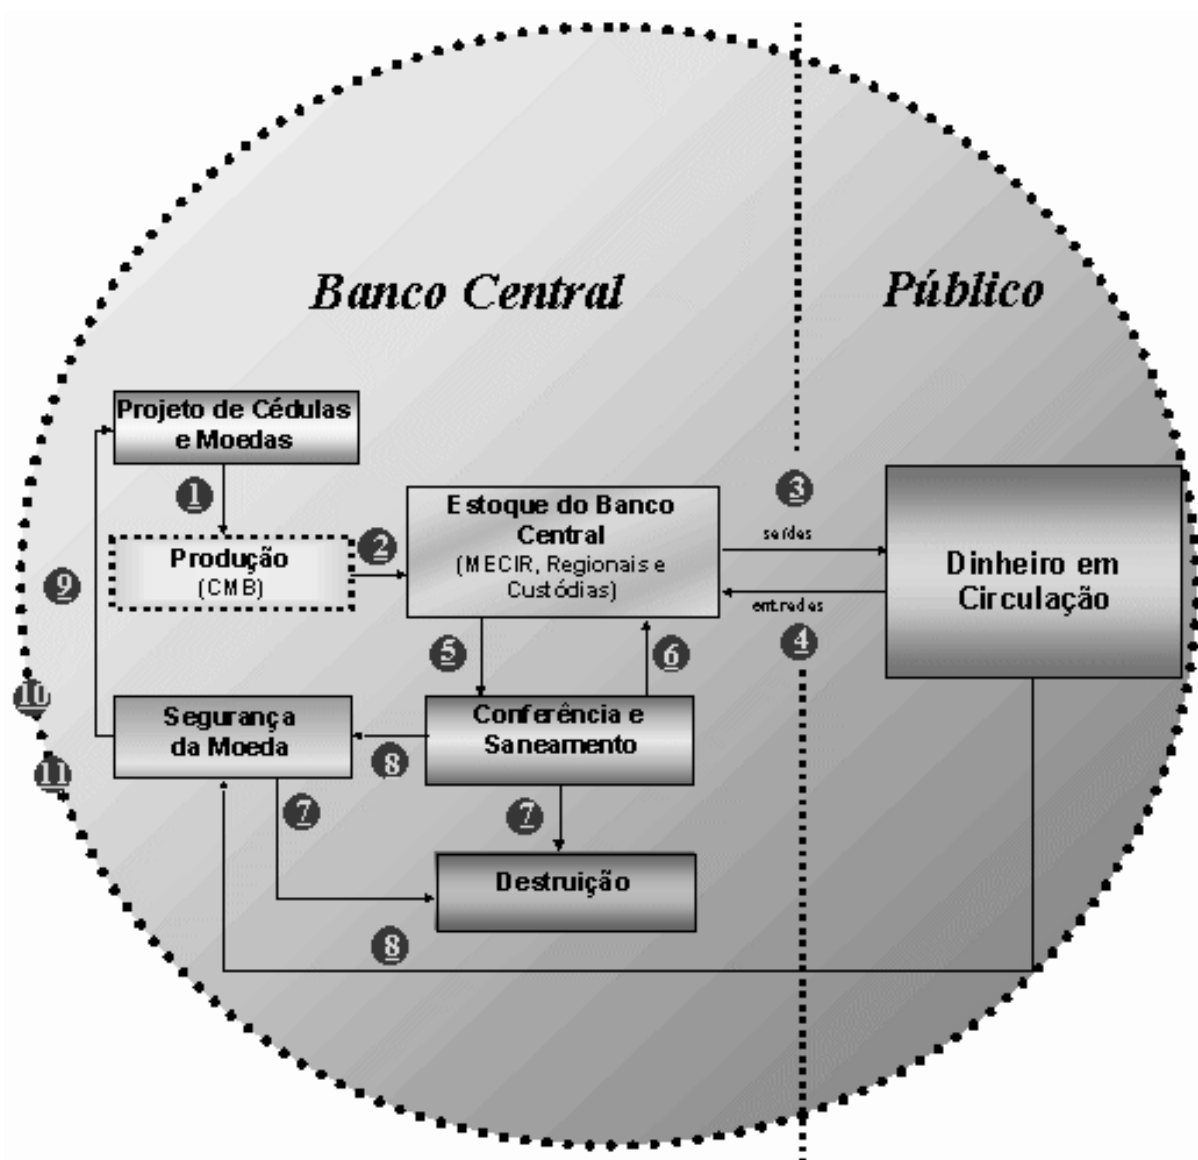 Banco Central
Público
Projeto de Cédulas
e Moedas
1
Produção
(CMB)
2
Estoque do Banco
Central
(MECIR, Regionais e
Custódias)
3
saídas
entradas
4
Dinheiro em
Circulação
9
5
6
10
11
Segurança
da Moeda
8
Conferência e
Saneamento
7
7
Destruição
8